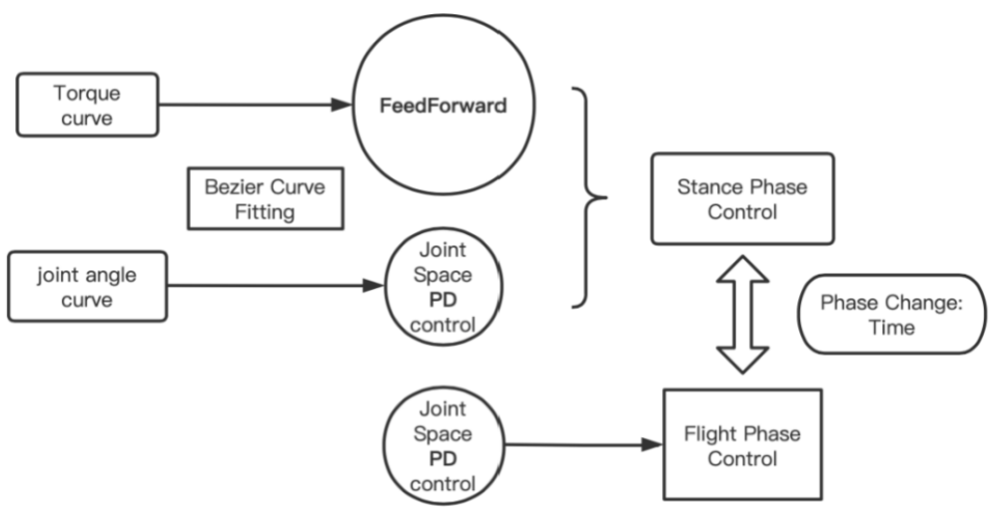 Torque
curve
FeedForward
Bezier Curve
Fitting
Stance Phase
Control
joint angle
curve
Joint
Space
PD
control
Phase Change:
Time
Joint
Space
PD
control
Flight Phase
Control